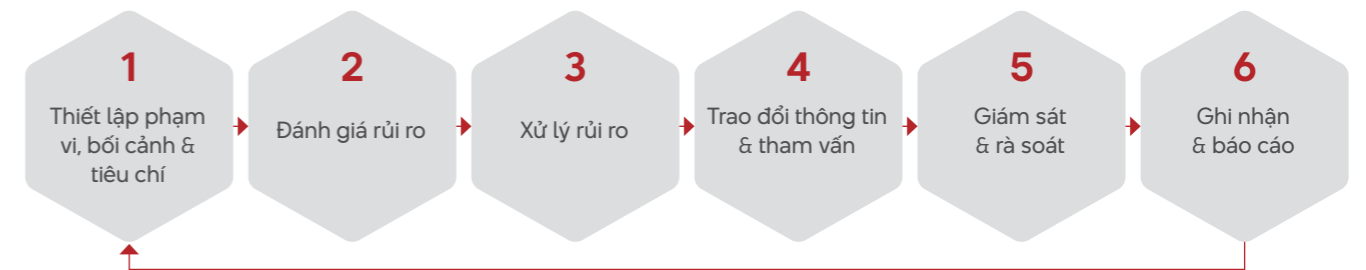 1
Thiết lập phạm
vi, bối cảnh &
tiêu chí
2
Đánh giá rủi ro
3
Xử lý rủi ro
4
Trao đổi thông tin
& tham vấn
5
Giám sát
& rà soát
6
Ghi nhận
& báo cáo